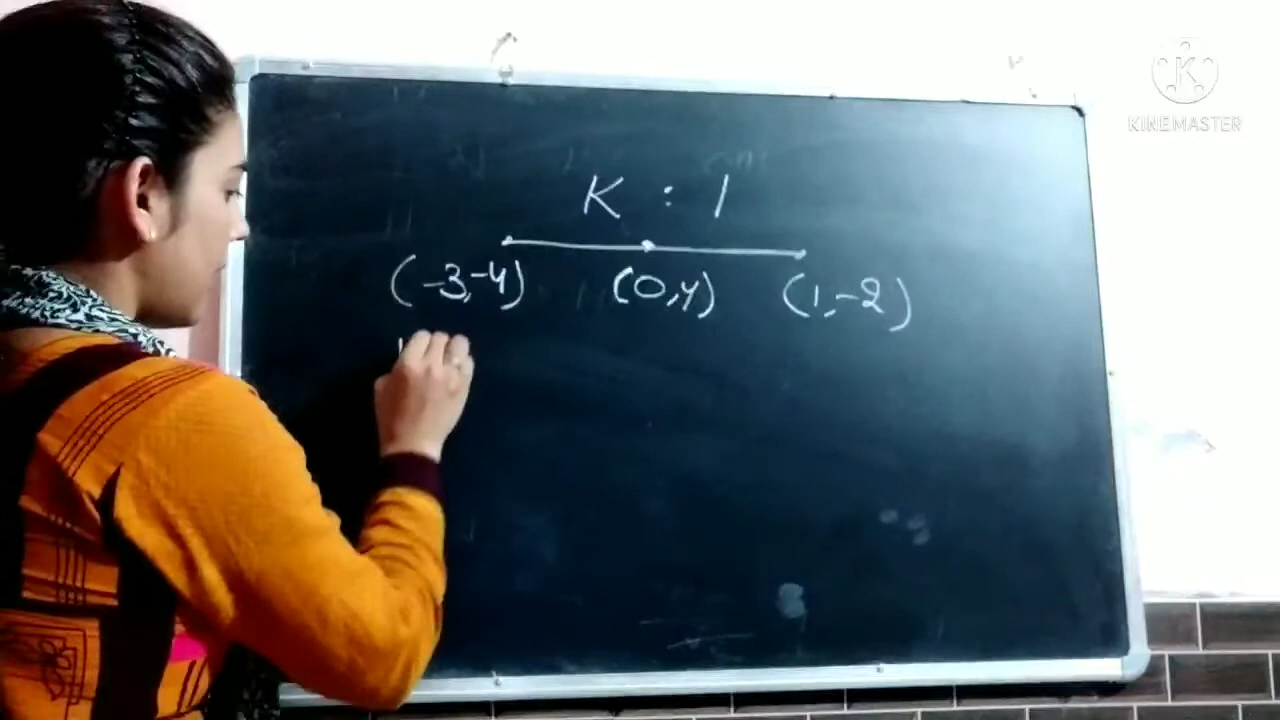 K : 1
(-3,-4) (0,y) (1,-2)
K
KINEMASTER